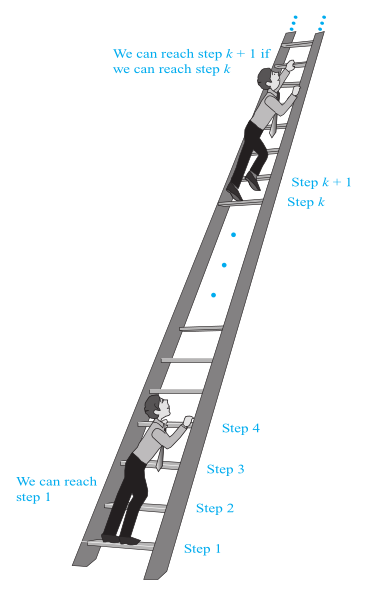 We can reach step k + 1 if
we can reach step k
Step k + 1
Step k
Step 4
Step 3
We can reach
step 1
Step 2
Step 1